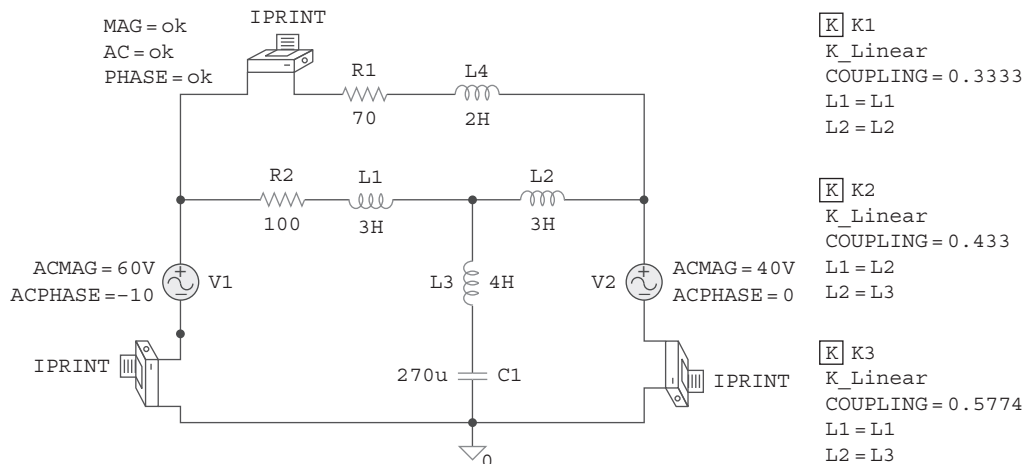 MAG = ok
AC = ok
PHASE = ok
IPRINT
R1
70
L4
2H
R2
100
L1
3H
L2
3H
ACMAG = 60V
ACPHASE = −10
V1
L3
4H
V2
ACMAG = 40V
ACPHASE = 0
IPRINT
270u
C1
IPRINT
0
K K1
K_Linear
COUPLING = 0.3333
L1 = L1
L2 = L2
K K2
K_Linear
COUPLING = 0.433
L1 = L2
L2 = L3
K K3
K_Linear
COUPLING = 0.5774
L1 = L1
L2 = L3